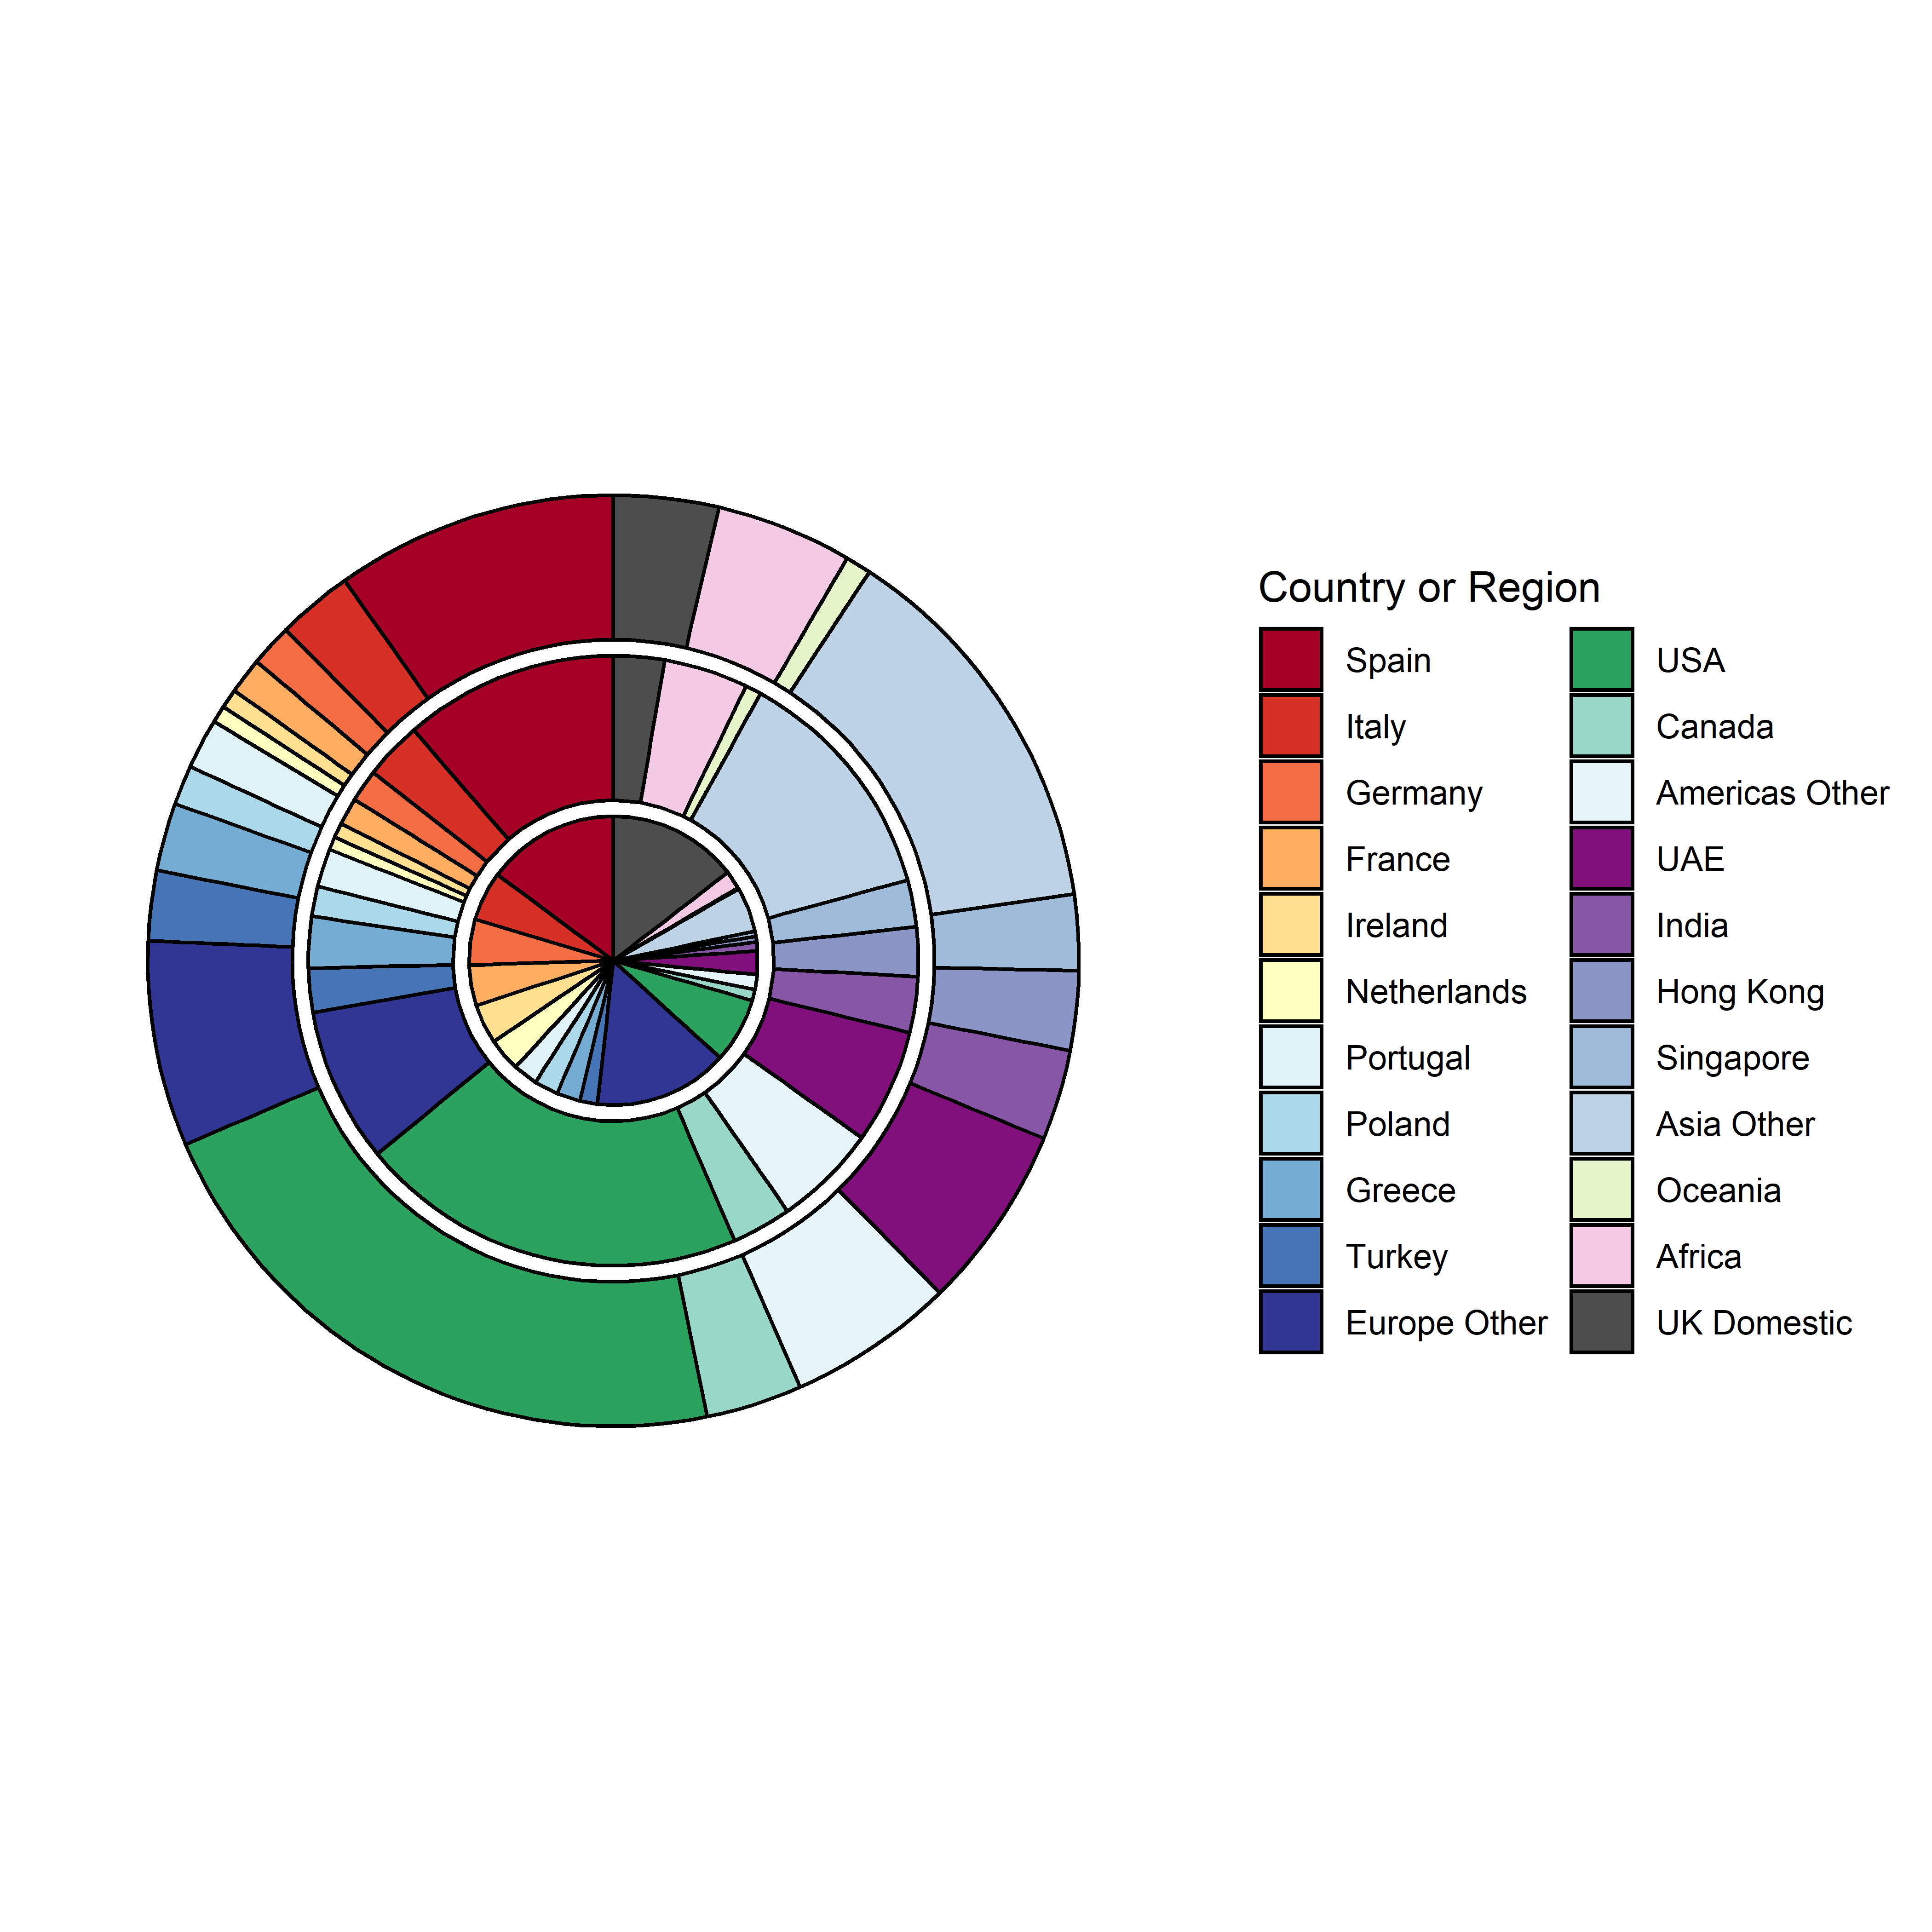 Country or Region
Spain
Italy
Germany
France
Ireland
Netherlands
Portugal
Poland
Greece
Turkey
Europe Other
USA
Canada
Americas Other
UAE
India
Hong Kong
Singapore
Asia Other
Oceania
Africa
UK Domestic